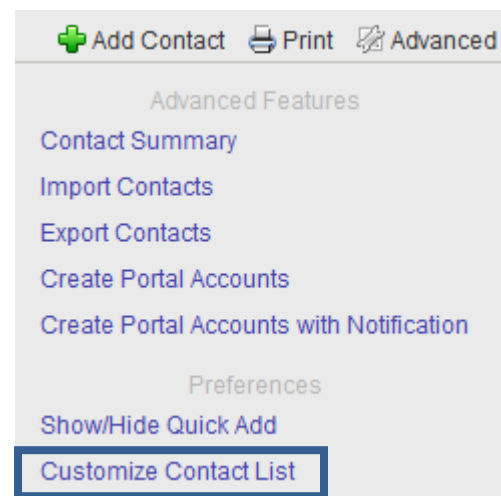 Add Contact Print Advanced
Advanced Features
Contact Summary
Import Contacts
Export Contacts
Create Portal Accounts
Create Portal Accounts with Notification
Preferences
Show/Hide Quick Add
Customize Contact List